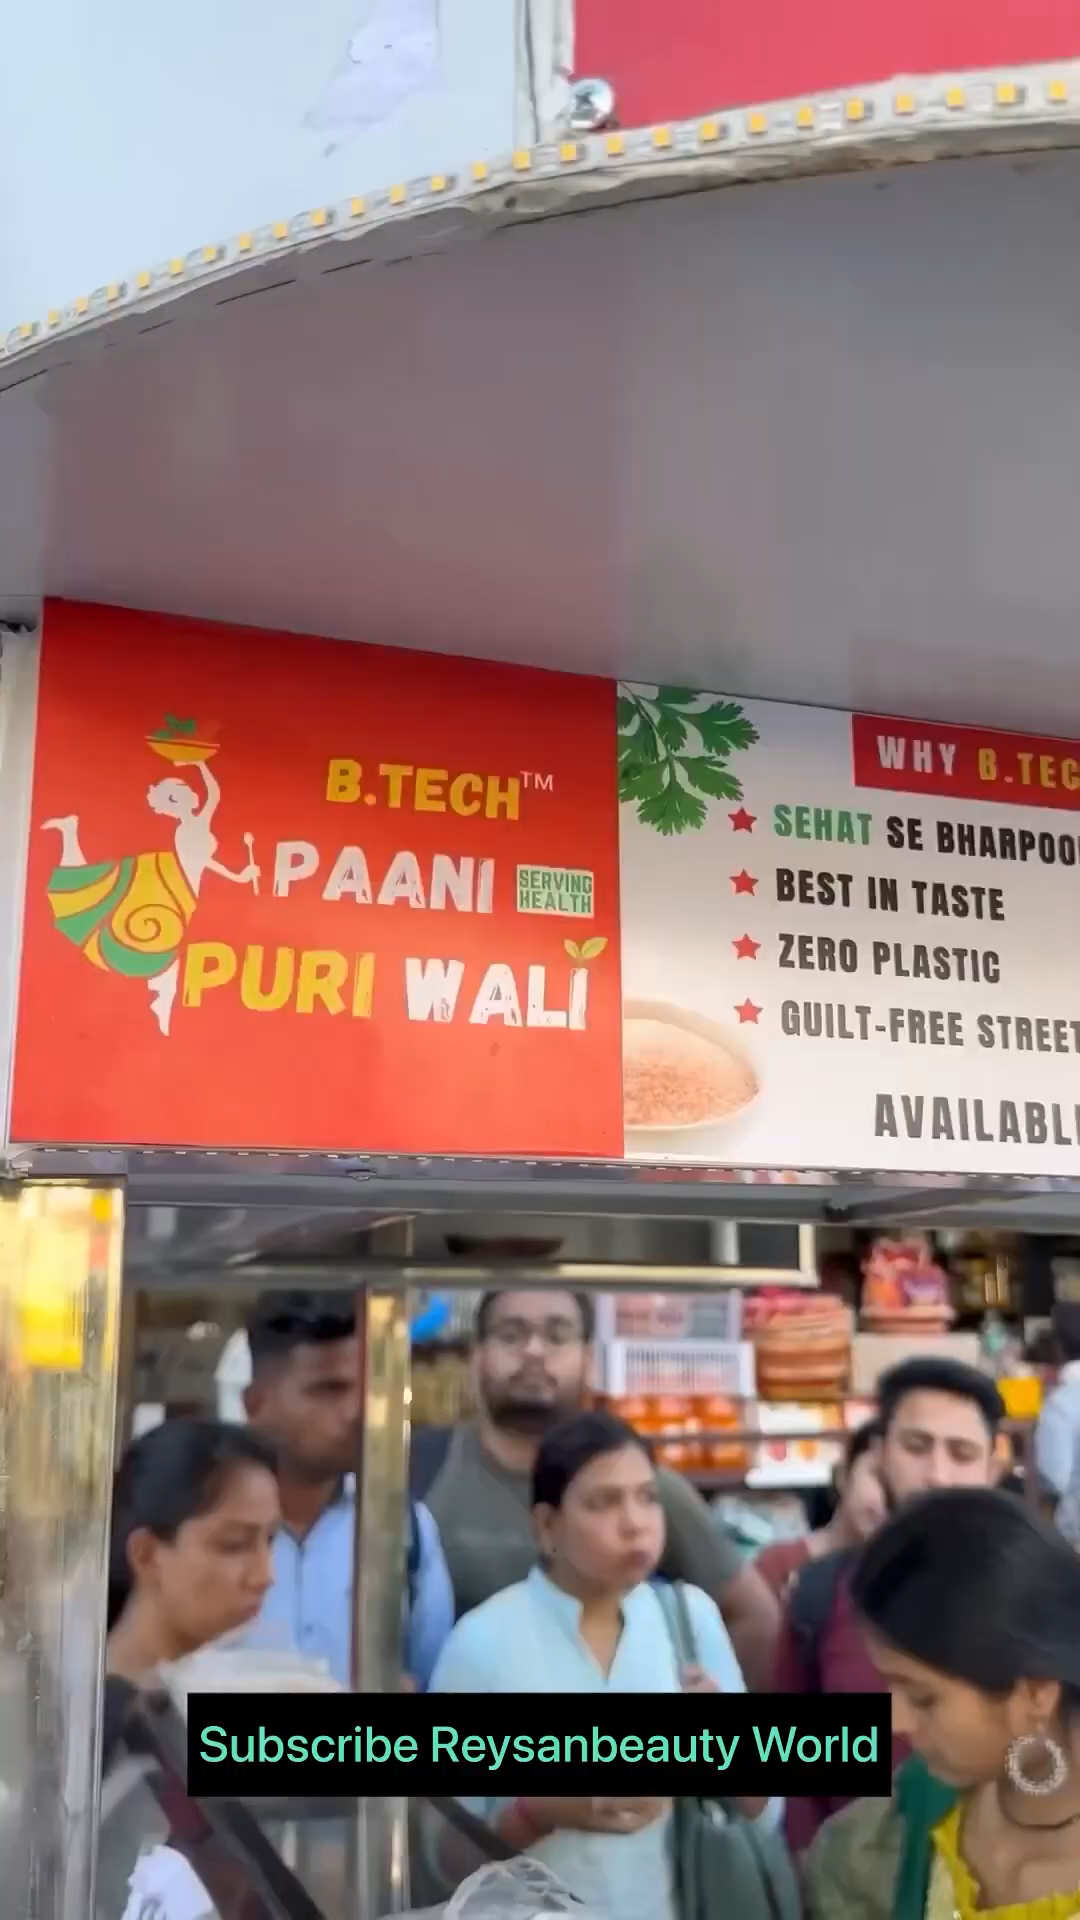 B.TECH™
PAANI
SERVING
HEALTH
PURI WALI
WHY B.TEC
SEHAT SE BHARPOO
BEST IN TASTE
ZERO PLASTIC
GUILT-FREE STREET
AVAILABL
Subscribe Reysanbeauty World